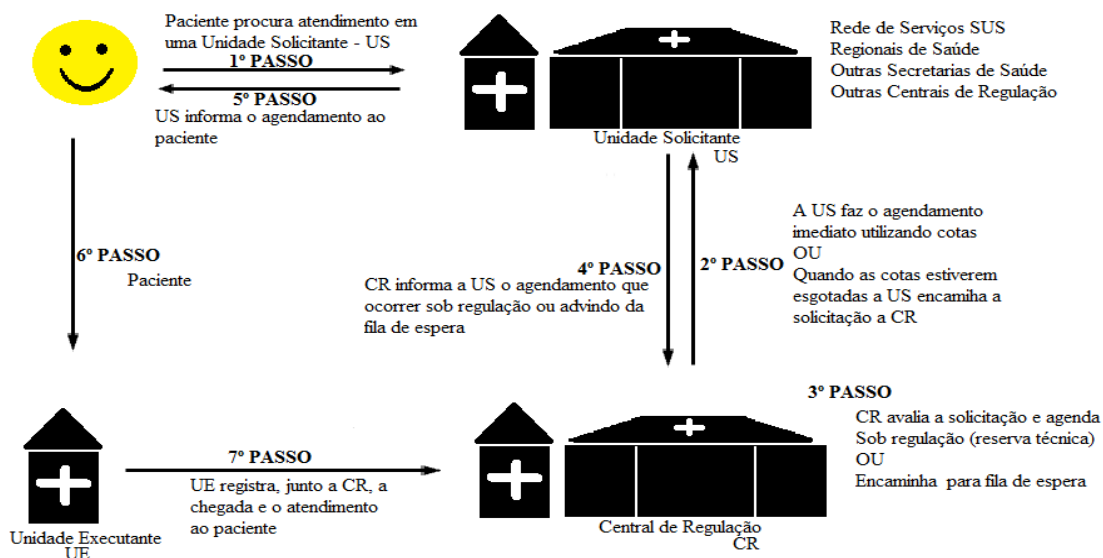 Paciente procura atendimento em
uma Unidade Solicitante - US
1º PASSO
5º PASSO
US informa o agendamento ao
paciente
Rede de Serviços SUS
Regionais de Saúde
Outras Secretarias de Saúde
Outras Centrais de Regulação
Unidade Solicitante
US
A US faz o agendamento
imediato utilizando cotas
OU
Quando as cotas estiverem
esgotadas a US encamiha a
solicitação a CR
2º PASSO
4º PASSO
CR informa a US o agendamento que
ocorrer sob regulação ou advindo da
fila de espera
6º PASSO
Paciente
3º PASSO
CR avalia a solicitação e agenda
Sob regulação (reserva técnica)
OU
Encaminha para fila de espera
7º PASSO
UE registra, junto a CR, a
chegada e o atendimento
ao paciente
Unidade Executante
UE
Central de Regulação
CR